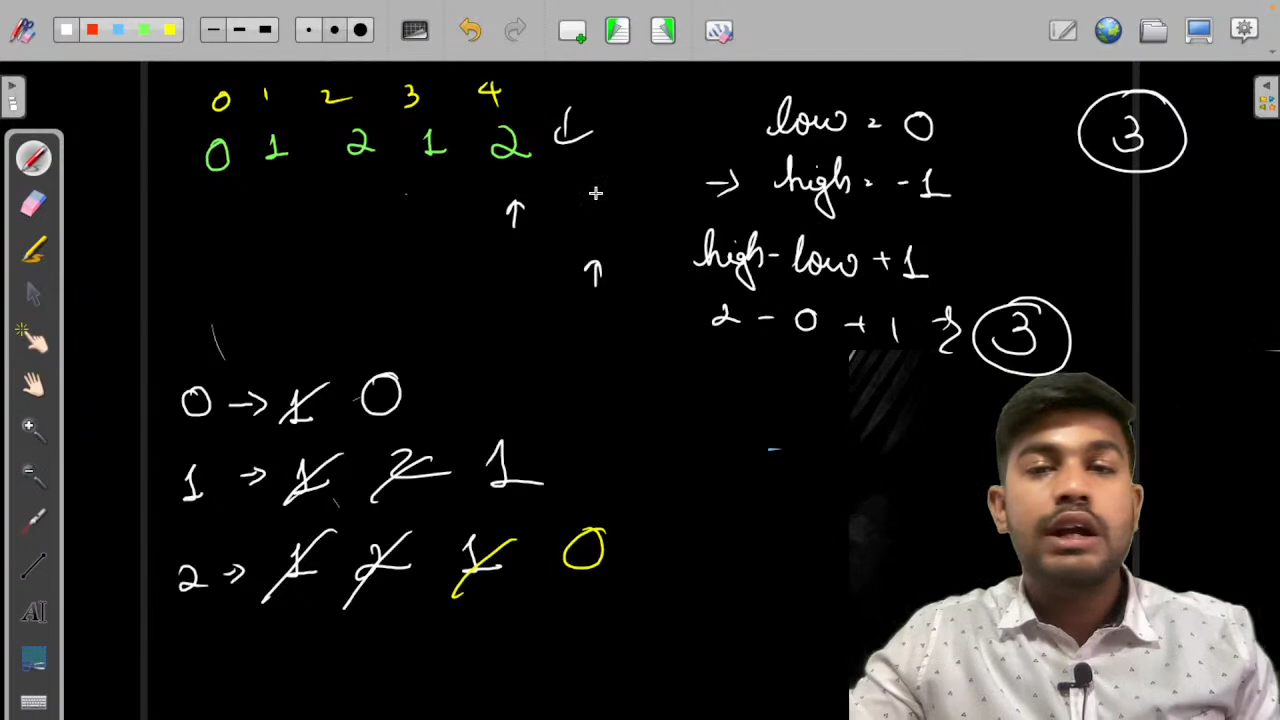 0 1 2 3 4
0 1 2 1 2
low = 0
→ high = -1
high - low + 1
2 - 0 + 1 ⇒ 3
3
0 → 1 0
1 → 1 2 1
2 → 1 2 1 0
AI